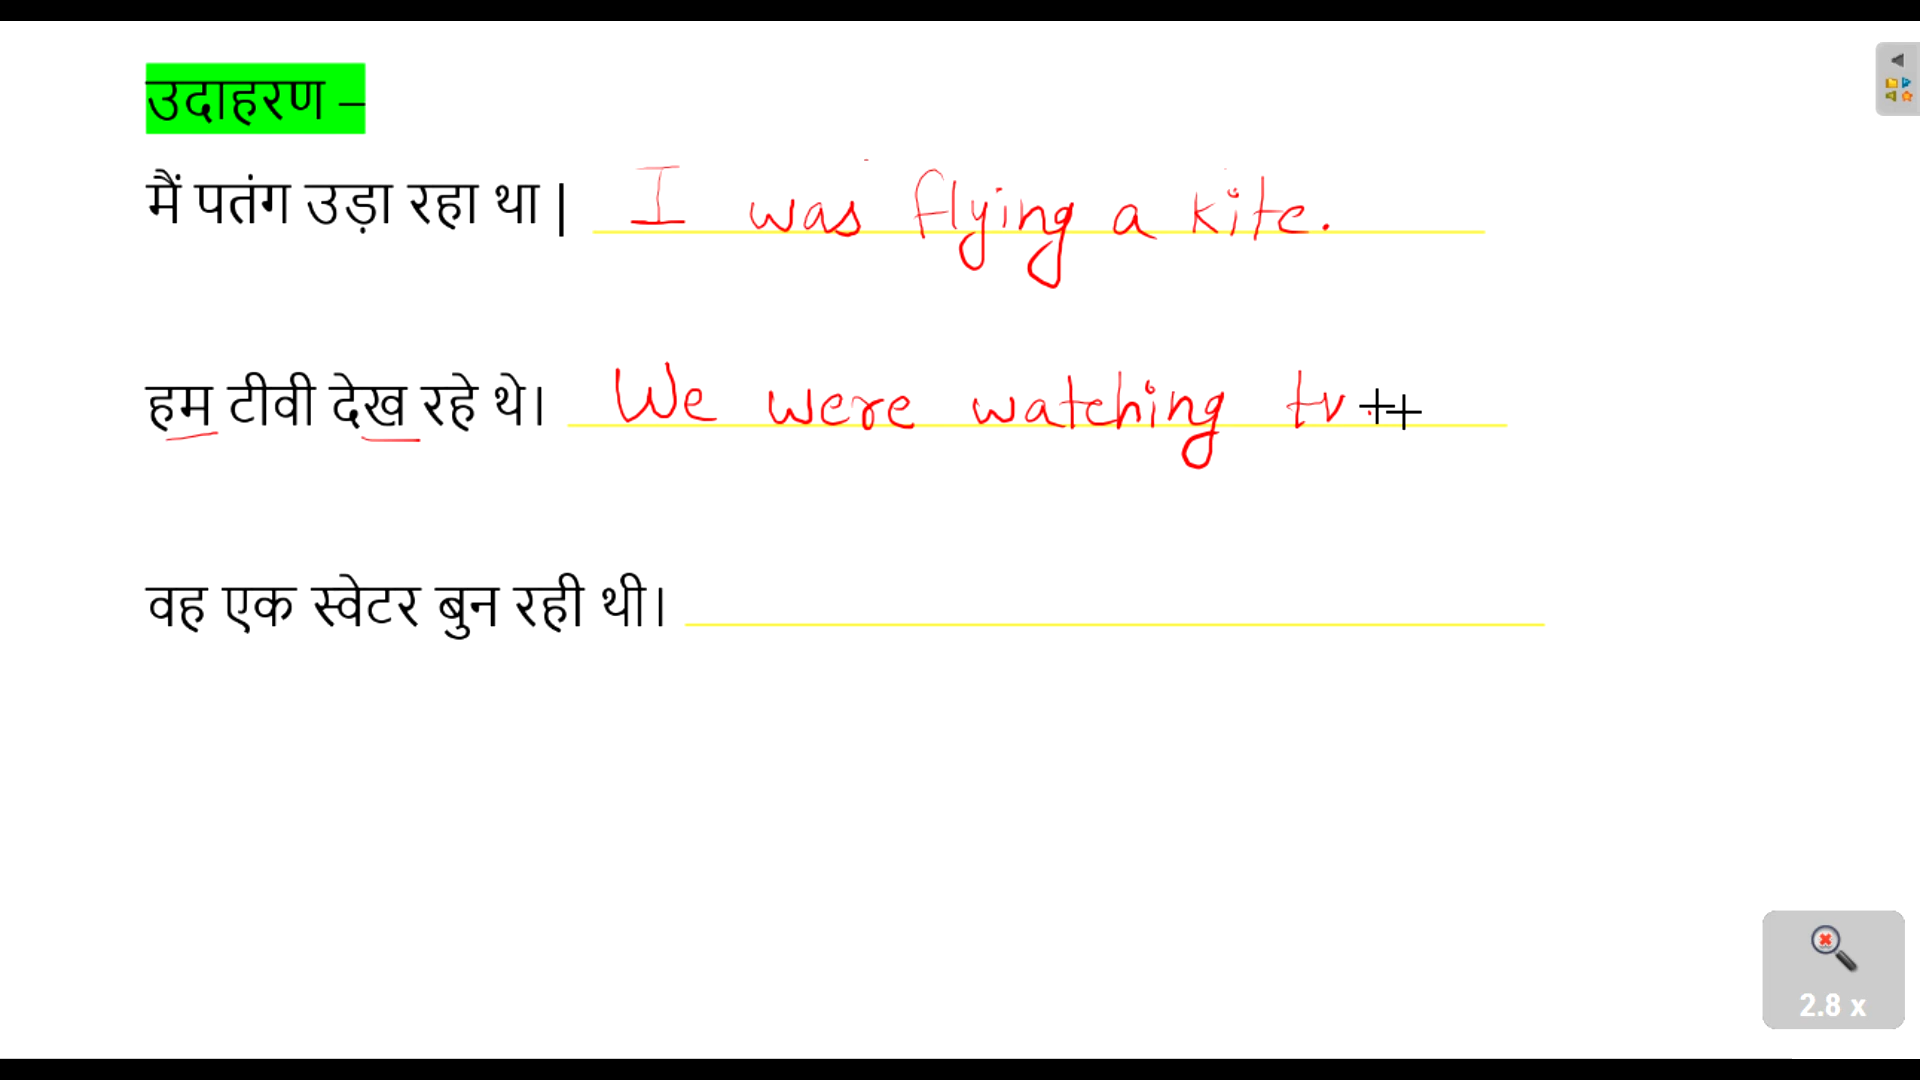 उदाहरण –
मैं पतंग उड़ा रहा था | I was flying a kite.
हम टीवी देख रहे थे। We were watching tv.
वह एक स्वेटर बुन रही थी।
2.8 x